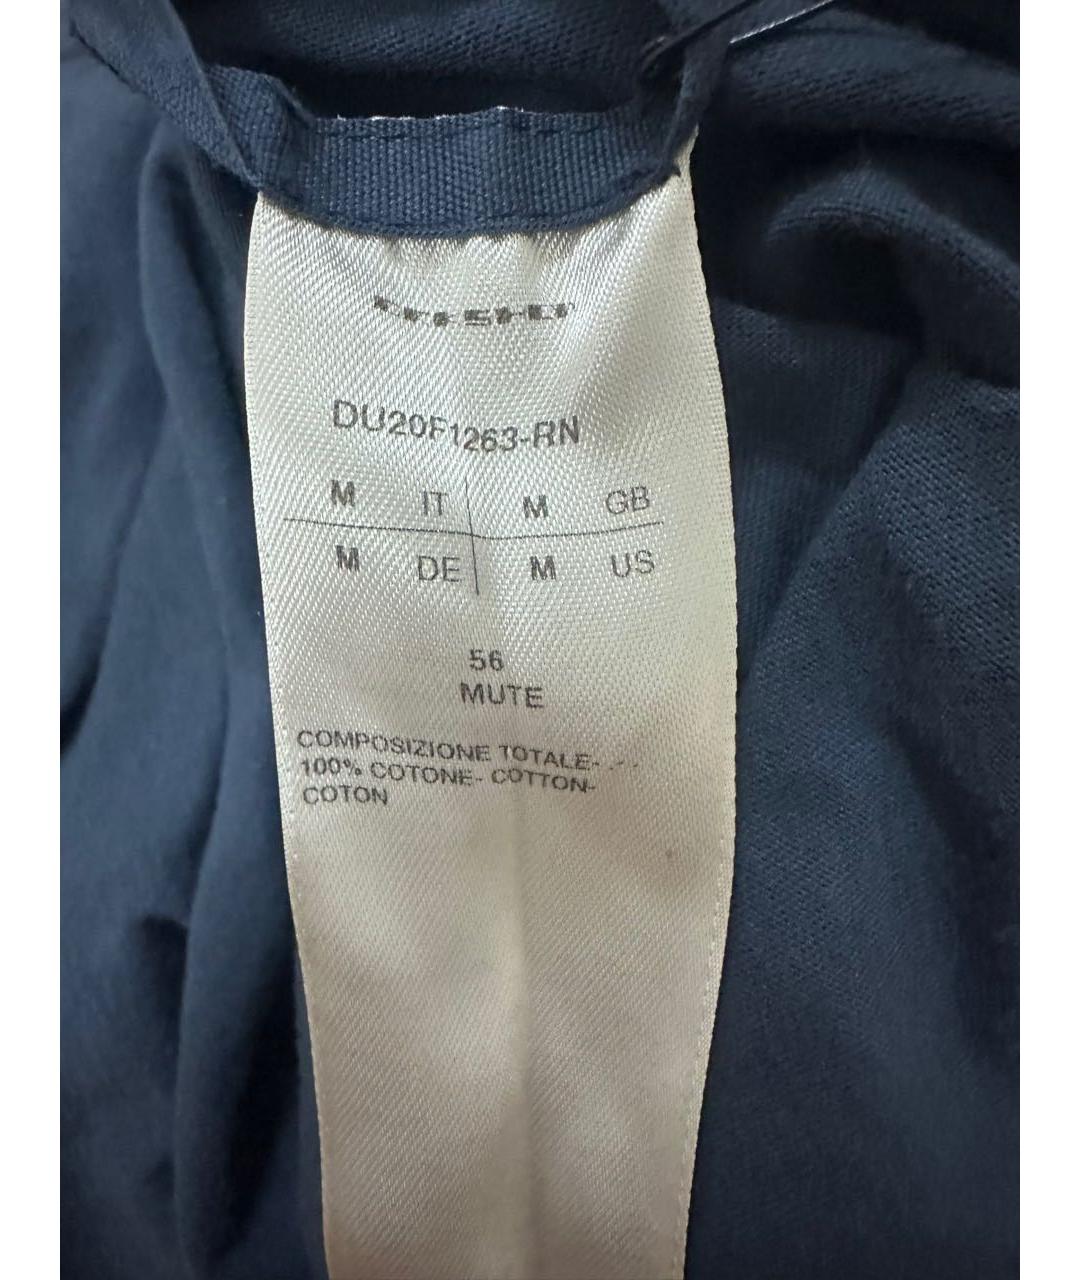 DU20F1263-RN
M IT M GB
M DE M US
56
MUTE
COMPOSIZIONE TOTALE-
100% COTONE- COTTON-
COTON